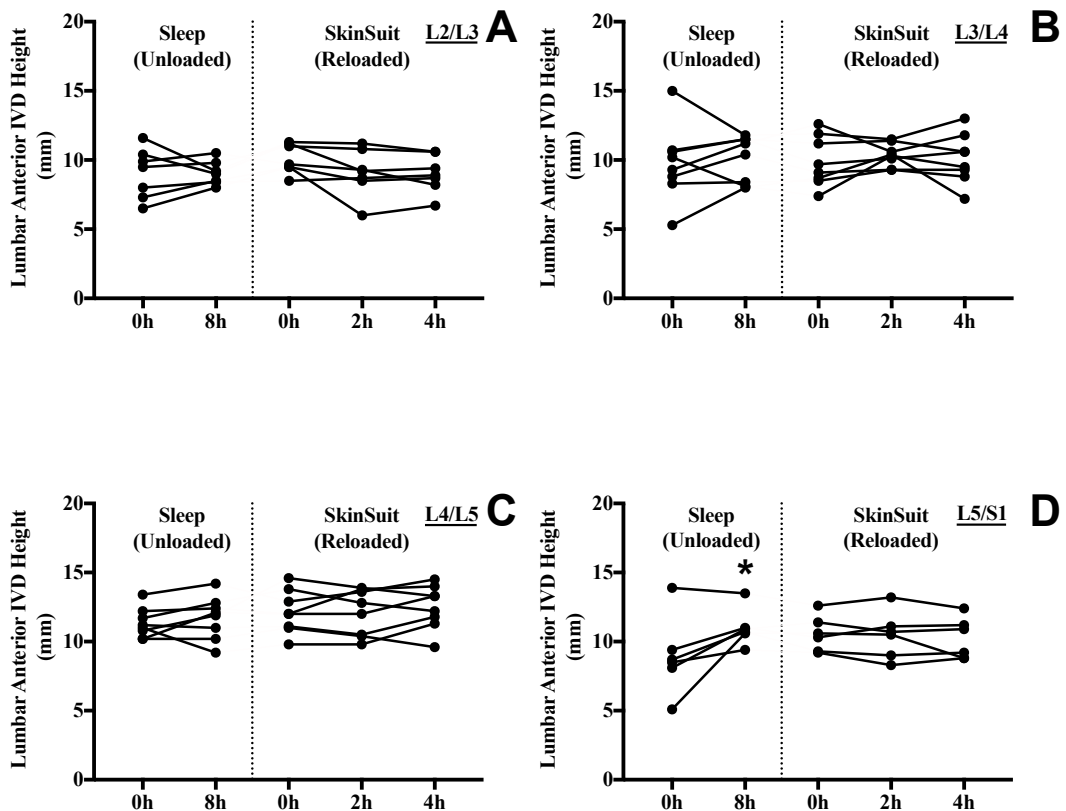 A
Lumbar Anterior IVD Height
(mm)
20
15
10
5
0
Sleep
(Unloaded)
SkinSuit
(Reloaded)
L2/L3
0h
8h
0h
2h
4h
B
Lumbar Anterior IVD Height
(mm)
20
15
10
5
0
Sleep
(Unloaded)
SkinSuit
(Reloaded)
L3/L4
0h
8h
0h
2h
4h
C
Lumbar Anterior IVD Height
(mm)
20
15
10
5
0
Sleep
(Unloaded)
SkinSuit
(Reloaded)
L4/L5
0h
8h
0h
2h
4h
D
Lumbar Anterior IVD Height
(mm)
20
15
10
5
0
Sleep
(Unloaded)
*
SkinSuit
(Reloaded)
L5/S1
0h
8h
0h
2h
4h